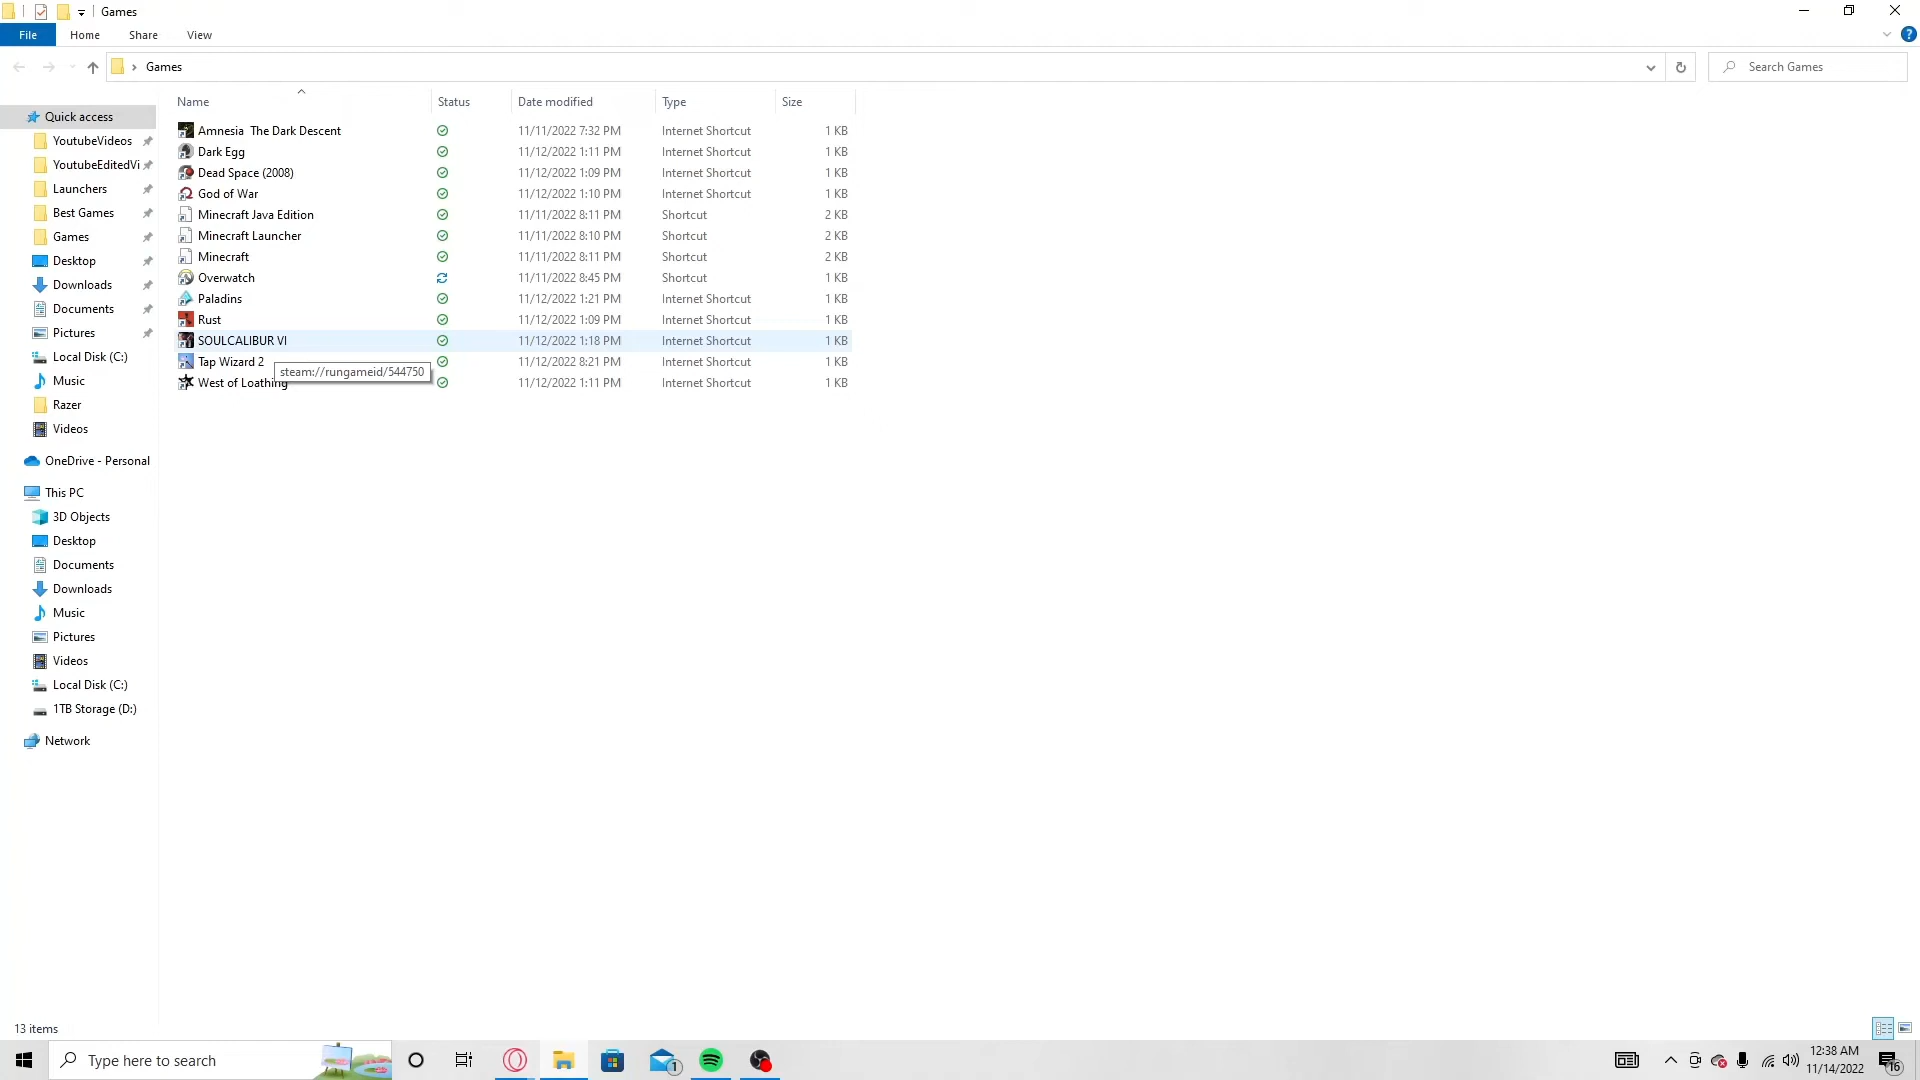 Games
File Home Share View
Games
Search Games
Name Status Date modified Type Size
Quick access
YoutubeVideos
YoutubeEditedVi
Launchers
Best Games
Games
Desktop
Downloads
Documents
Pictures
Local Disk (C:)
Music
Razer
Videos
OneDrive - Personal
This PC
3D Objects
Desktop
Documents
Downloads
Music
Pictures
Videos
Local Disk (C:)
1TB Storage (D:)
Network
Amnesia The Dark Descent 11/11/2022 7:32 PM Internet Shortcut 1 KB
Dark Egg 11/12/2022 1:11 PM Internet Shortcut 1 KB
Dead Space (2008) 11/12/2022 1:09 PM Internet Shortcut 1 KB
God of War 11/12/2022 1:10 PM Internet Shortcut 1 KB
Minecraft Java Edition 11/11/2022 8:11 PM Shortcut 2 KB
Minecraft Launcher 11/11/2022 8:10 PM Shortcut 2 KB
Minecraft 11/11/2022 8:11 PM Shortcut 2 KB
Overwatch 11/11/2022 8:45 PM Shortcut 1 KB
Paladins 11/12/2022 1:21 PM Internet Shortcut 1 KB
Rust 11/12/2022 1:09 PM Internet Shortcut 1 KB
SOULCALIBUR VI 11/12/2022 1:18 PM Internet Shortcut 1 KB
Tap Wizard 2 11/12/2022 8:21 PM Internet Shortcut 1 KB
steam://rungameid/544750
West of Loathing 11/12/2022 1:11 PM Internet Shortcut 1 KB
13 items
Type here to search
1
12:38 AM
11/14/2022
16